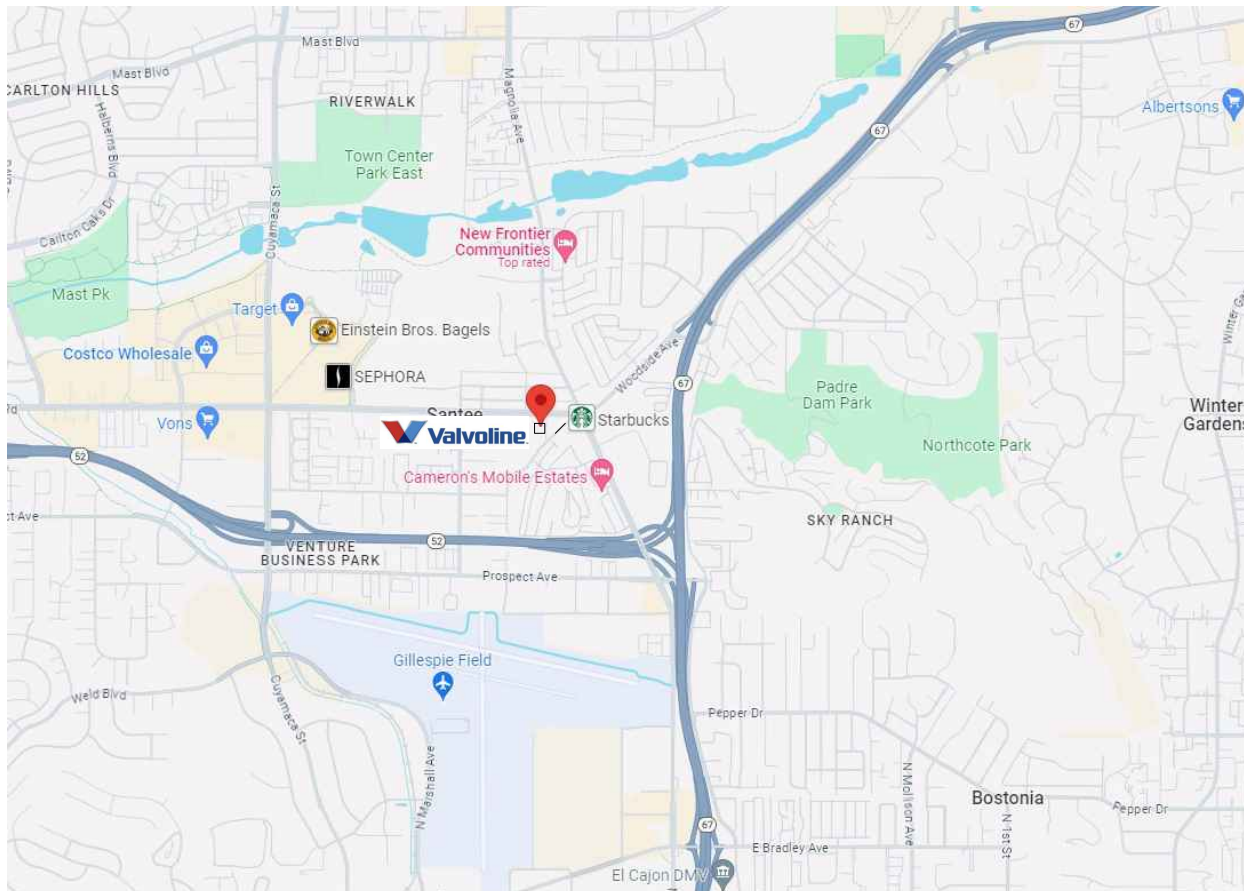 67
Mast Blvd
Mast Blvd
CARLTON HILLS
RIVERWALK
Magnolia Ave
Halberns Blvd
Albertsons
67
Town Center
Park East
Cuyamaca St
Carlton Oaks Dr
New Frontier
Communities
Top rated
Mast Pk
Target
Einstein Bros. Bagels
Costco Wholesale
Woodside Ave
SEPHORA
67
Padre
Dam Park
Winter
Gardens
Santee
Starbucks
Vons
Valvoline
Northcote Park
52
Cameron's Mobile Estates
SKY RANCH
52
VENTURE
BUSINESS PARK
Prospect Ave
Gillespie Field
Weld Blvd
Cuyamaca St
Pepper Dr
N Marshall Ave
N Mollison Ave
Bostonia
Pepper Dr
N 1st St
67
E Bradley Ave
El Cajon DMV